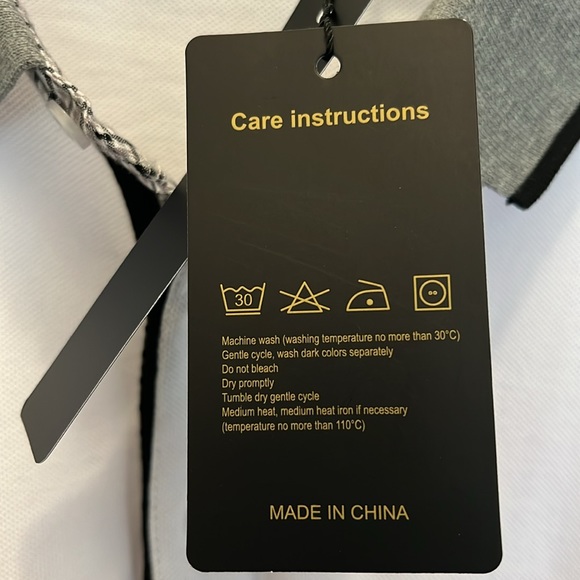 Care instructions
30
Machine wash (washing temperature no more than 30°C)
Gentle cycle, wash dark colors separately
Do not bleach
Dry promptly
Tumble dry gentle cycle
Medium heat, medium heat iron if necessary
(temperature no more than 110°C)
MADE IN CHINA